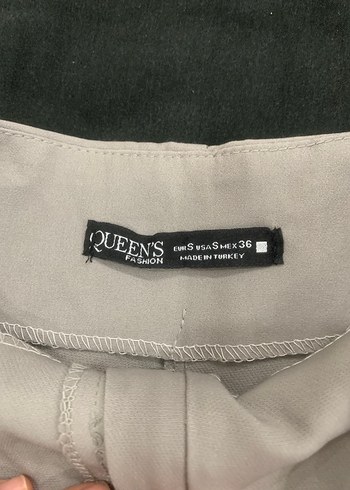 QUEEN'S
FASHION
EUR S USA S MEX 36
MADE IN TURKEY